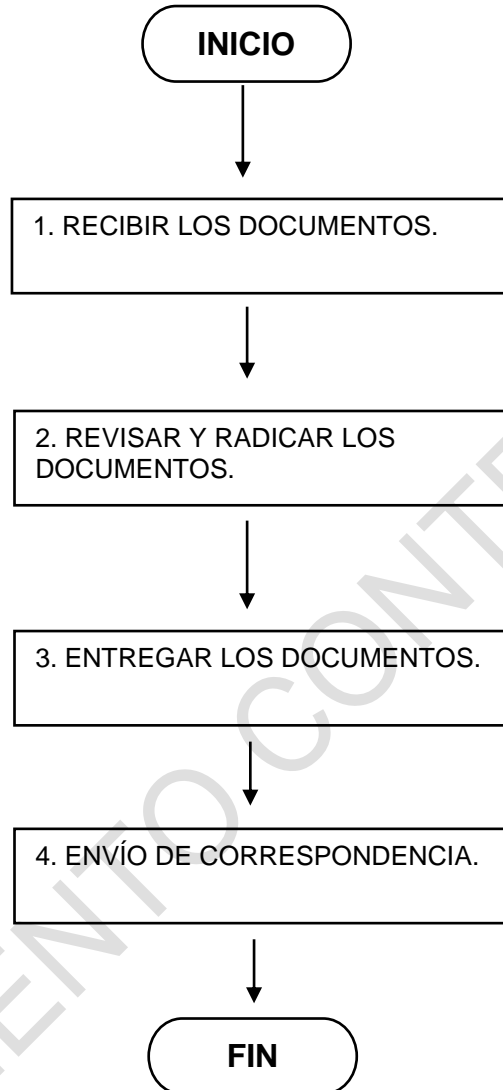 INICIO
1. RECIBIR LOS DOCUMENTOS.
2. REVISAR Y RADICAR LOS
DOCUMENTOS.
3. ENTREGAR LOS DOCUMENTOS.
4. ENVÍO DE CORRESPONDENCIA.
FIN